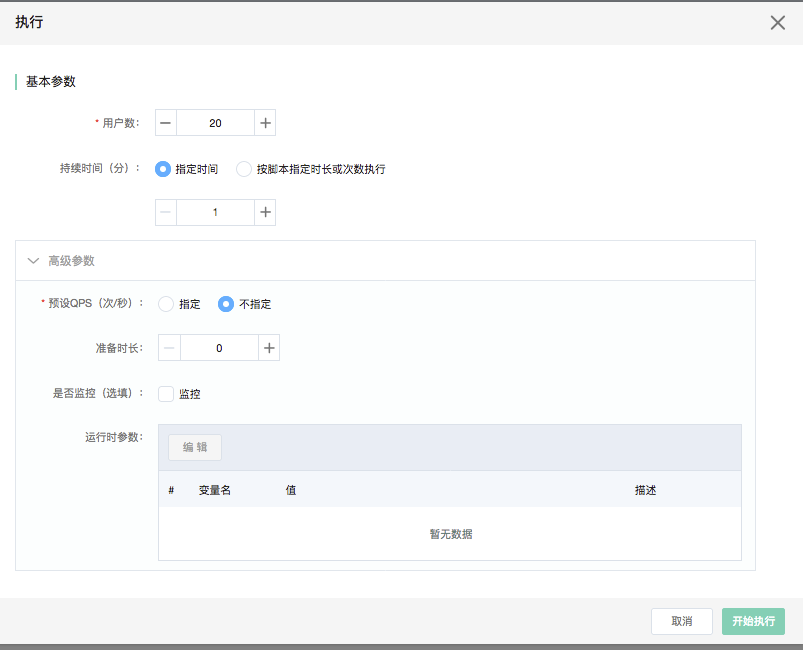 执行
基本参数
* 用户数： 20
持续时间（分）： 指定时间 按脚本指定时长或次数执行
1
高级参数
* 预设QPS（次/秒）： 指定 不指定
准备时长： 0
是否监控（选填）： 监控
运行时参数： 编 辑
# 变量名 值 描述
暂无数据
取消 开始执行